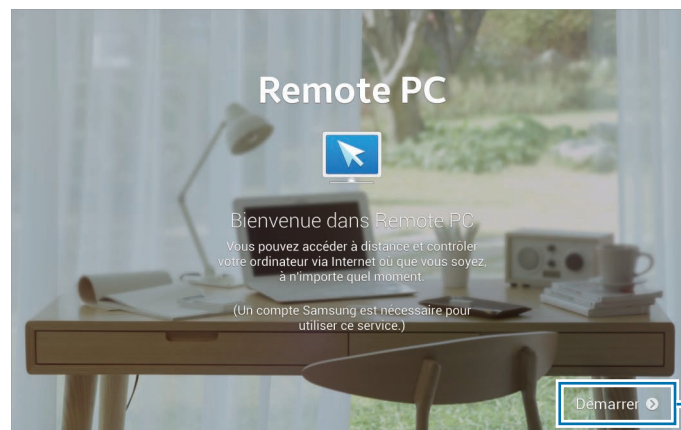 Remote PC
Bienvenue dans Remote PC
Vous pouvez accéder à distance et contrôler
votre ordinateur via Internet où que vous soyez,
à n'importe quel moment.
(Un compte Samsung est nécessaire pour
utiliser ce service.)
Démarrer